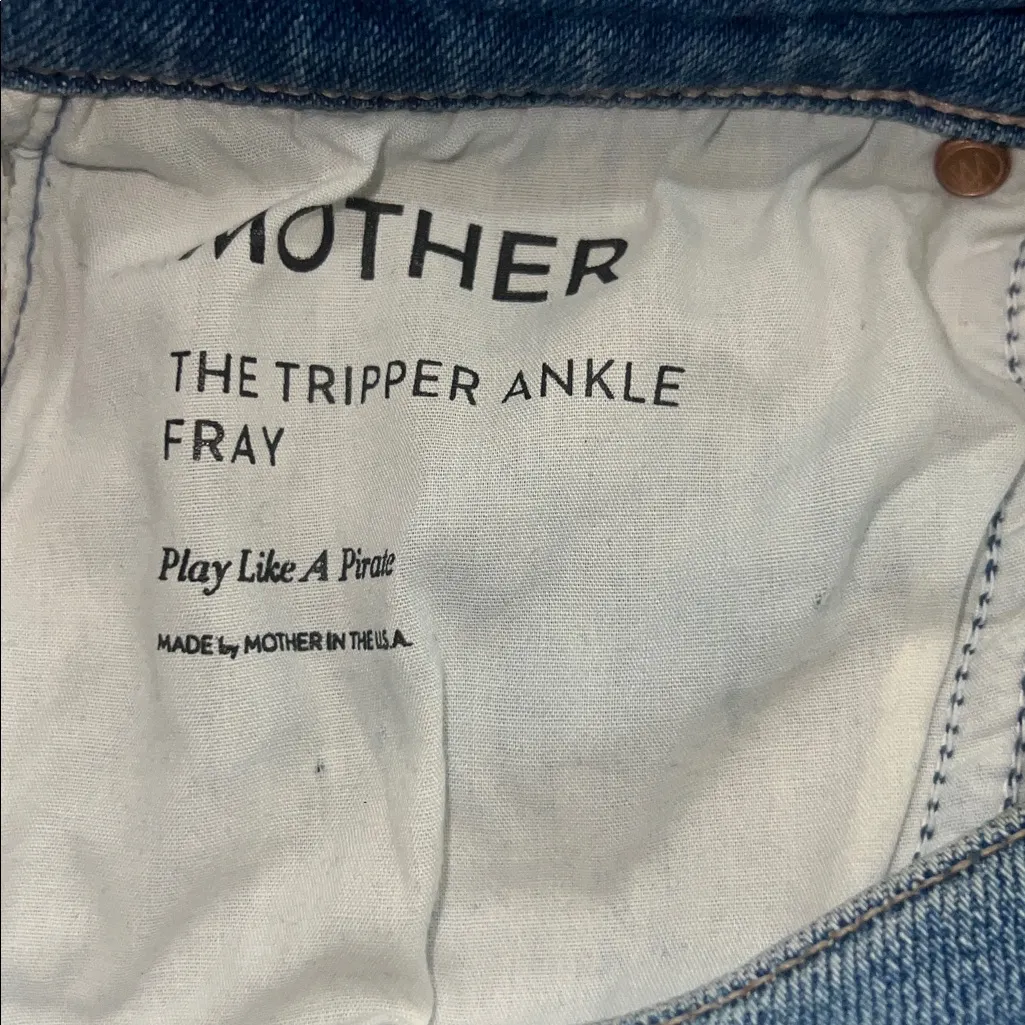 MOTHER
THE TRIPPER ANKLE
FRAY
Play Like A Pirate
MADE by MOTHER IN THE U.S.A.